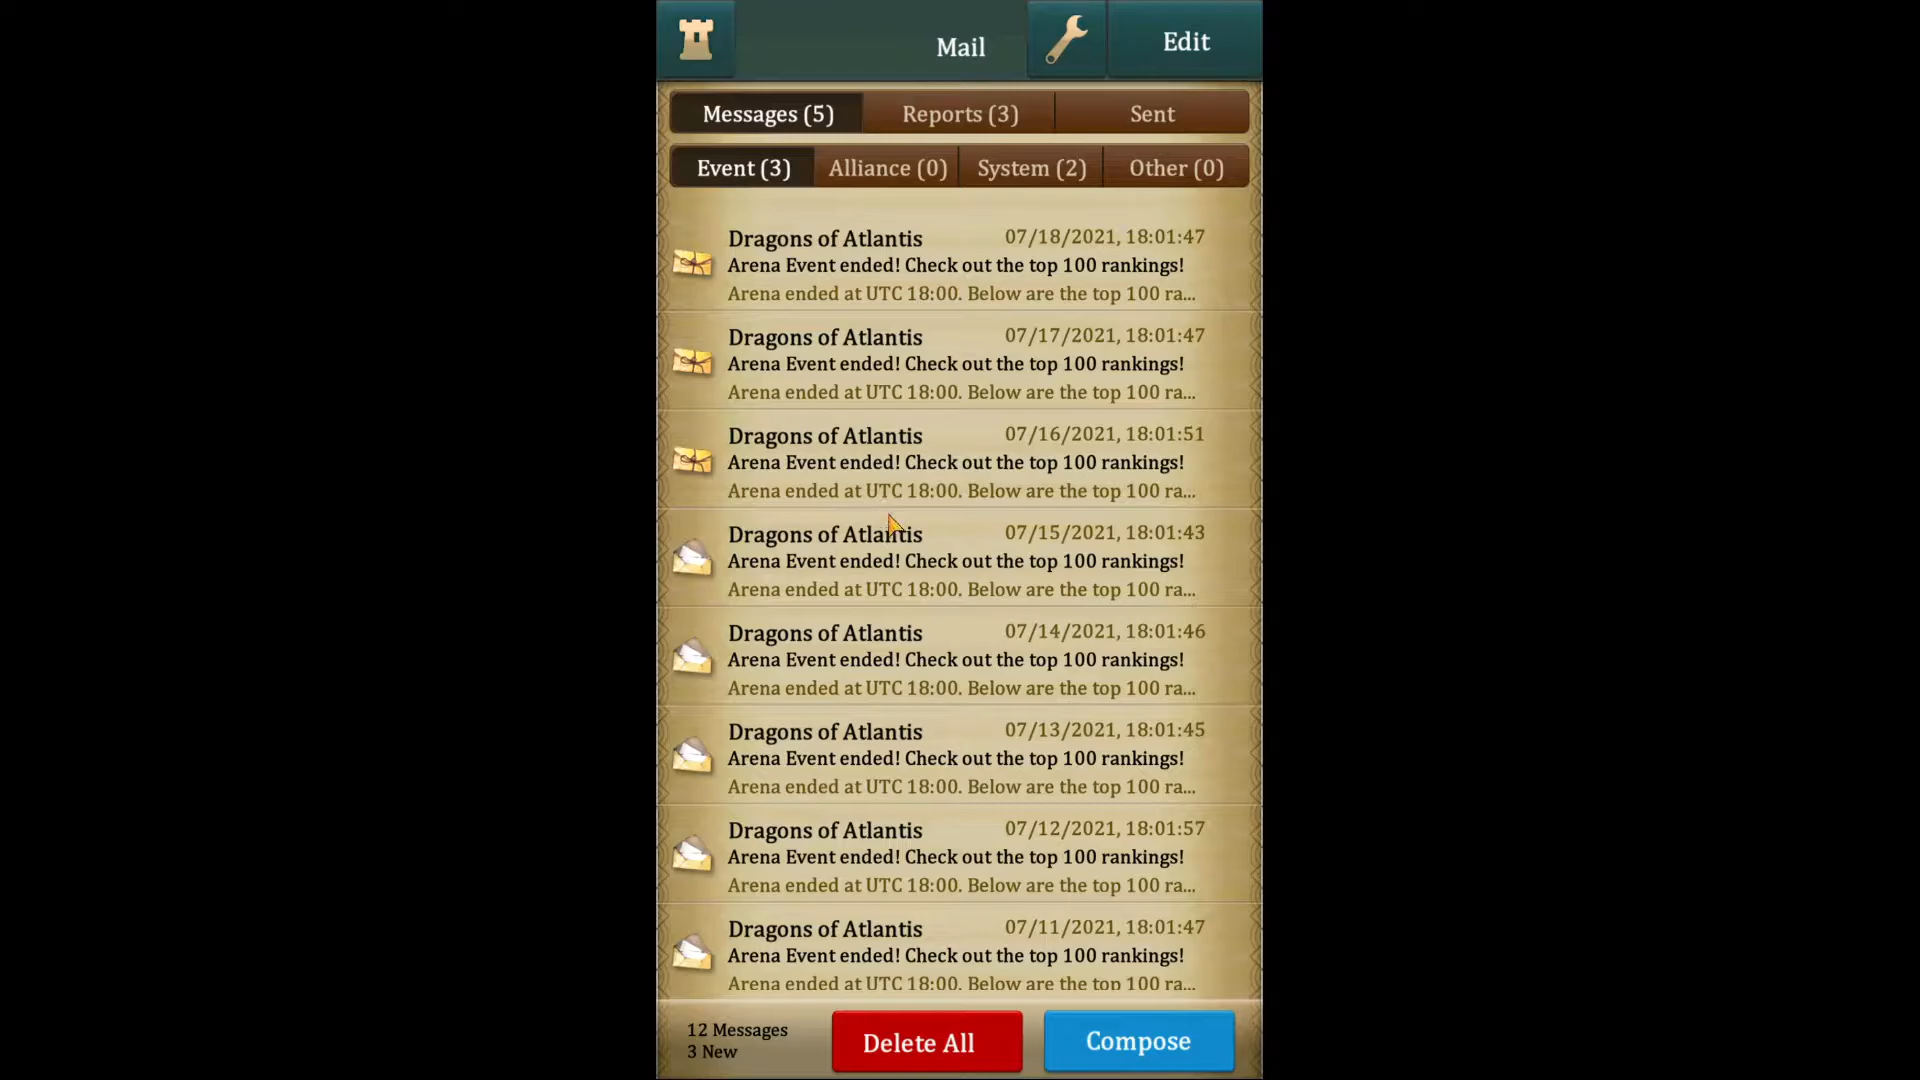 Mail
Edit
Messages (5)
Reports (3)
Sent
Event (3)
Alliance (0)
System (2)
Other (0)
Dragons of Atlantis 07/18/2021, 18:01:47
Arena Event ended! Check out the top 100 rankings!
Arena ended at UTC 18:00. Below are the top 100 ra...
Dragons of Atlantis 07/17/2021, 18:01:47
Arena Event ended! Check out the top 100 rankings!
Arena ended at UTC 18:00. Below are the top 100 ra...
Dragons of Atlantis 07/16/2021, 18:01:51
Arena Event ended! Check out the top 100 rankings!
Arena ended at UTC 18:00. Below are the top 100 ra...
Dragons of Atlantis 07/15/2021, 18:01:43
Arena Event ended! Check out the top 100 rankings!
Arena ended at UTC 18:00. Below are the top 100 ra...
Dragons of Atlantis 07/14/2021, 18:01:46
Arena Event ended! Check out the top 100 rankings!
Arena ended at UTC 18:00. Below are the top 100 ra...
Dragons of Atlantis 07/13/2021, 18:01:45
Arena Event ended! Check out the top 100 rankings!
Arena ended at UTC 18:00. Below are the top 100 ra...
Dragons of Atlantis 07/12/2021, 18:01:57
Arena Event ended! Check out the top 100 rankings!
Arena ended at UTC 18:00. Below are the top 100 ra...
Dragons of Atlantis 07/11/2021, 18:01:47
Arena Event ended! Check out the top 100 rankings!
Arena ended at UTC 18:00. Below are the top 100 ra...
12 Messages
3 New
Delete All
Compose